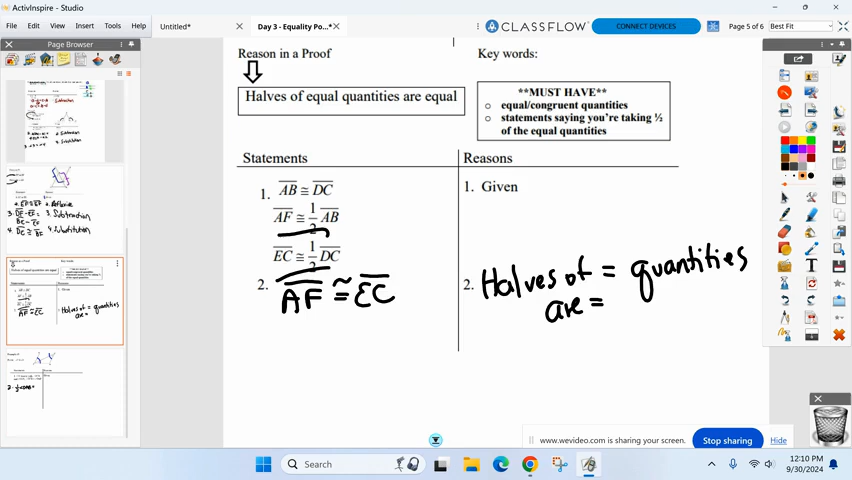 ActivInspire - Studio
File Edit View Insert Tools Help
Untitled*
Day 3 - Equality Po...*
CLASSFLOW
CONNECT DEVICES
Page 5 of 6
Best Fit
Page Browser
Reason in a Proof
Key words:
Halves of equal quantities are equal
**MUST HAVE**
o equal/congruent quantities
o statements saying you're taking ½
of the equal quantities
Statements
Reasons
1. AB ≅ DC
1. Given
AF ≅ 1/2 AB
EC ≅ 1/2 DC
2. AF ≅ EC
2. Halves of = quantities
are =
www.wevideo.com is sharing your screen.
Stop sharing
Hide
Search
12:10 PM
9/30/2024